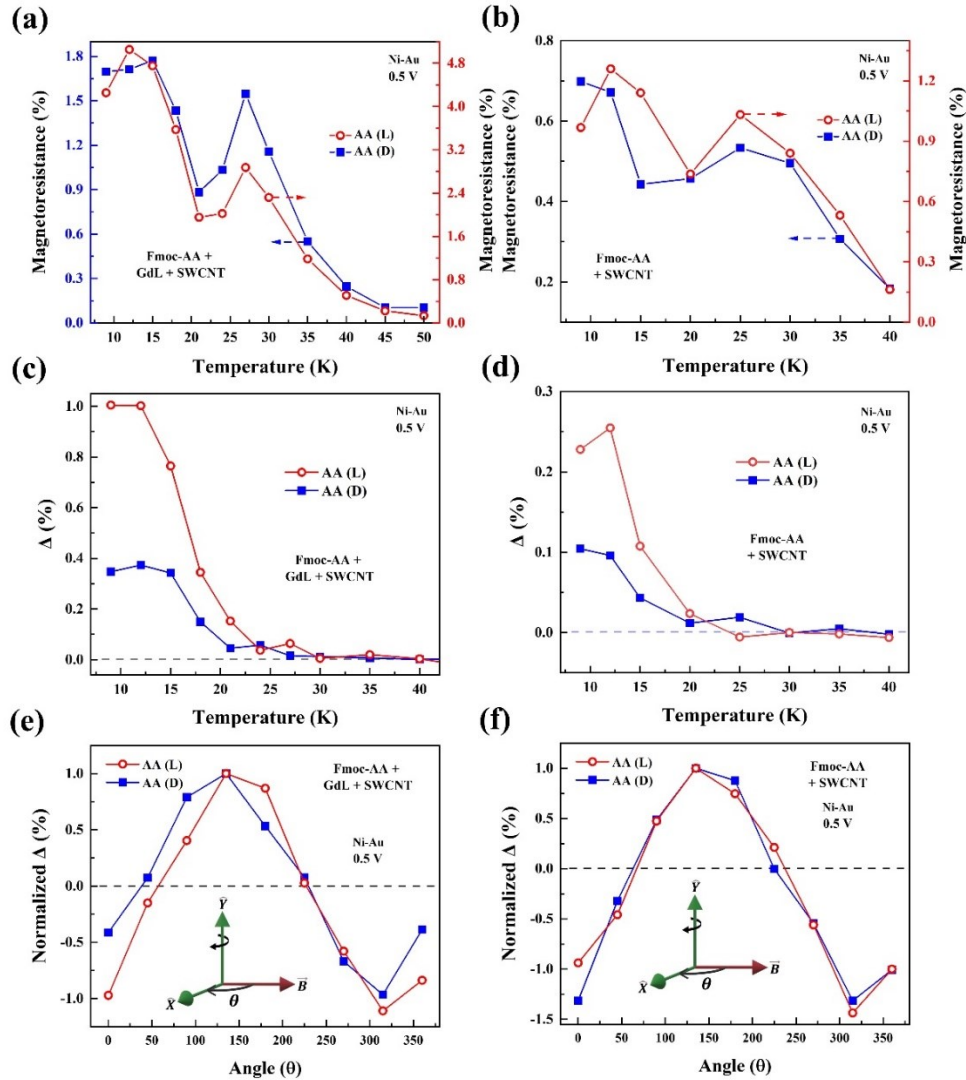 (a)
Magnetoresistance (%)
1.8
1.5
1.2
0.9
0.6
0.3
0.0
Ni-Au
0.5 V
AA (L)
AA (D)
Fmoc-AA +
GdL + SWCNT
4.8
3.6
2.4
1.2
0
Magnetoresistance (%)
10 15 20 25 30 35 40 45 50
Temperature (K)
(b)
Magnetoresistance (%)
0.8
0.6
0.4
0.2
Ni-Au
0.5 V
AA (L)
AA (D)
Fmoc-AA
+ SWCNT
1.2
0.9
0.6
0.3
0.0
Magnetoresistance (%)
10 15 20 25 30 35 40
Temperature (K)
(c)
Δ (%)
1.0
0.8
0.6
0.4
0.2
0.0
Ni-Au
0.5 V
AA (L)
AA (D)
Fmoc-AA +
GdL + SWCNT
10 15 20 25 30 35 40
Temperature (K)
(d)
Δ (%)
0.3
0.2
0.1
0.0
Ni-Au
0.5 V
AA (L)
AA (D)
Fmoc-AA
+ SWCNT
10 15 20 25 30 35 40
Temperature (K)
(e)
Normalized Δ (%)
1.0
0.5
0.0
-0.5
-1.0
AA (L)
AA (D)
Fmoc-AA +
GdL + SWCNT
Ni-Au
0.5 V
Y
X
θ
B
0 50 100 150 200 250 300 350
Angle (θ)
(f)
Normalized Δ (%)
1.0
0.5
0.0
-0.5
-1.0
-1.5
AA (L)
AA (D)
Fmoc-AA
+ SWCNT
Ni-Au
0.5 V
Y
X
θ
B
0 50 100 150 200 250 300 350
Angle (θ)